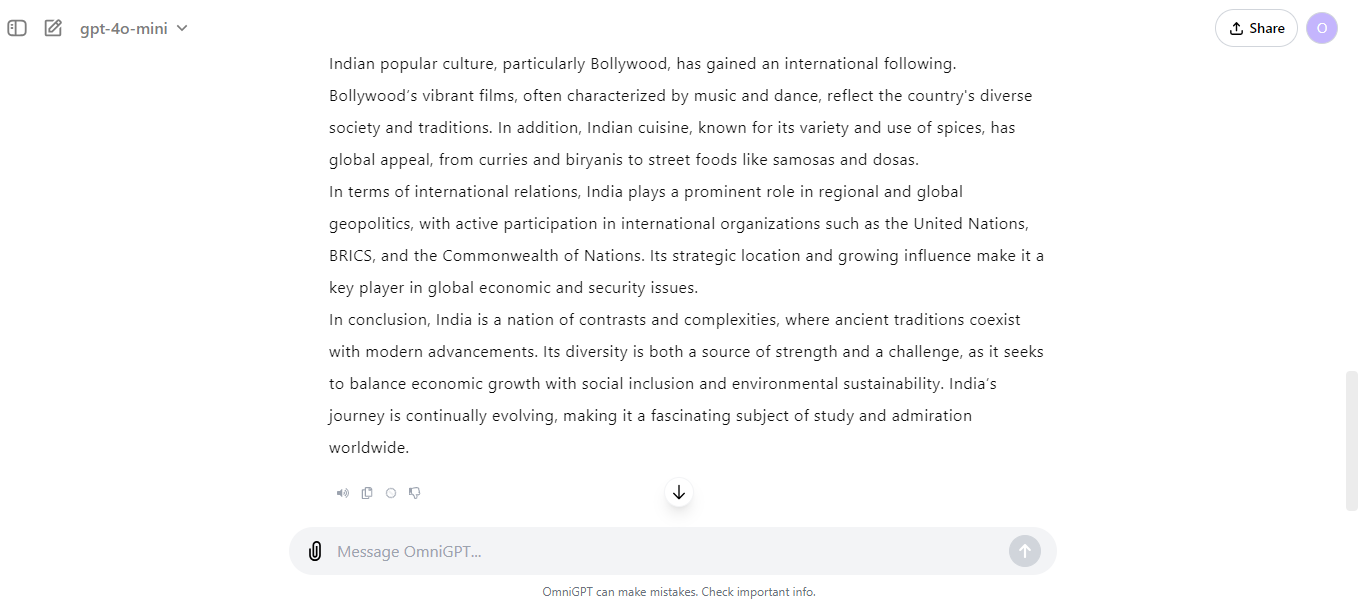 gpt-4o-mini
Share
O
Indian popular culture, particularly Bollywood, has gained an international following.
Bollywood's vibrant films, often characterized by music and dance, reflect the country's diverse
society and traditions. In addition, Indian cuisine, known for its variety and use of spices, has
global appeal, from curries and biryanis to street foods like samosas and dosas.
In terms of international relations, India plays a prominent role in regional and global
geopolitics, with active participation in international organizations such as the United Nations,
BRICS, and the Commonwealth of Nations. Its strategic location and growing influence make it a
key player in global economic and security issues.
In conclusion, India is a nation of contrasts and complexities, where ancient traditions coexist
with modern advancements. Its diversity is both a source of strength and a challenge, as it seeks
to balance economic growth with social inclusion and environmental sustainability. India's
journey is continually evolving, making it a fascinating subject of study and admiration
worldwide.
Message OmniGPT...
OmniGPT can make mistakes. Check important info.